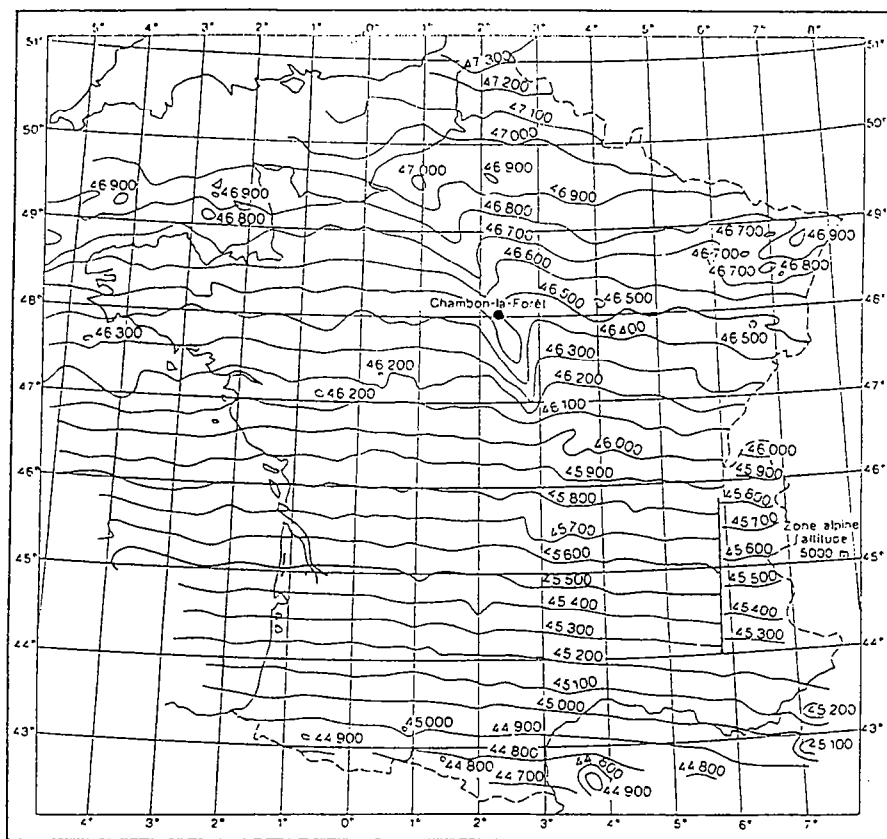 5° 4° 3° 2° 1° 0° 1° 2° 3° 4° 5° 6° 7°
51° 51°
47 300
47 200
50° 47 100 50°
47 000
47 000 46 900
46 900 46 900 46 900
49° 46 800 46 800 49°
46 700 46 700 46 900
46 600 46 700 46 800
46 700
48° 46 500 46 500 48°
Chambon-la-Forêt
46 300 46 400 46 500
46 300
47° 46 200 46 200 47°
46 200
46 100
46 000 46 000
46° 45 900 45 900 46°
45 800
45 700 45 700 Zone alpine
altitude
45° 45 600 45 600 5000 m 45°
45 500 45 500
45 400 45 400
45 300 45 300
44° 45 200 44°
45 100
45 000 45 200
43° 45 000 44 900 45 100 43°
44 900 44 800
44 800 44 800
44 700
44 900
4° 3° 2° 1° 0° 1° 2° 3° 4° 5° 6° 7°